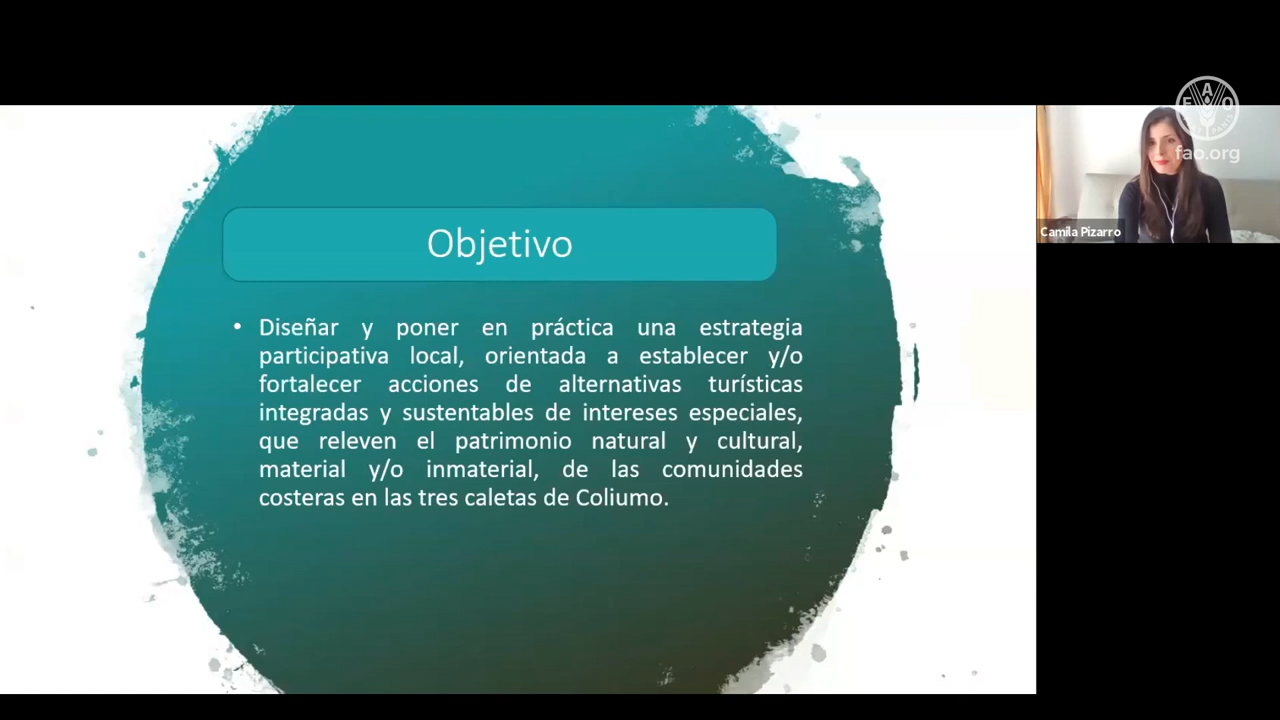 Objetivo
• Diseñar y poner en práctica una estrategia
participativa local, orientada a establecer y/o
fortalecer acciones de alternativas turísticas
integradas y sustentables de intereses especiales,
que releven el patrimonio natural y cultural,
material y/o inmaterial, de las comunidades
costeras en las tres caletas de Coliumo.
F A O
fao.org
Camila Pizarro